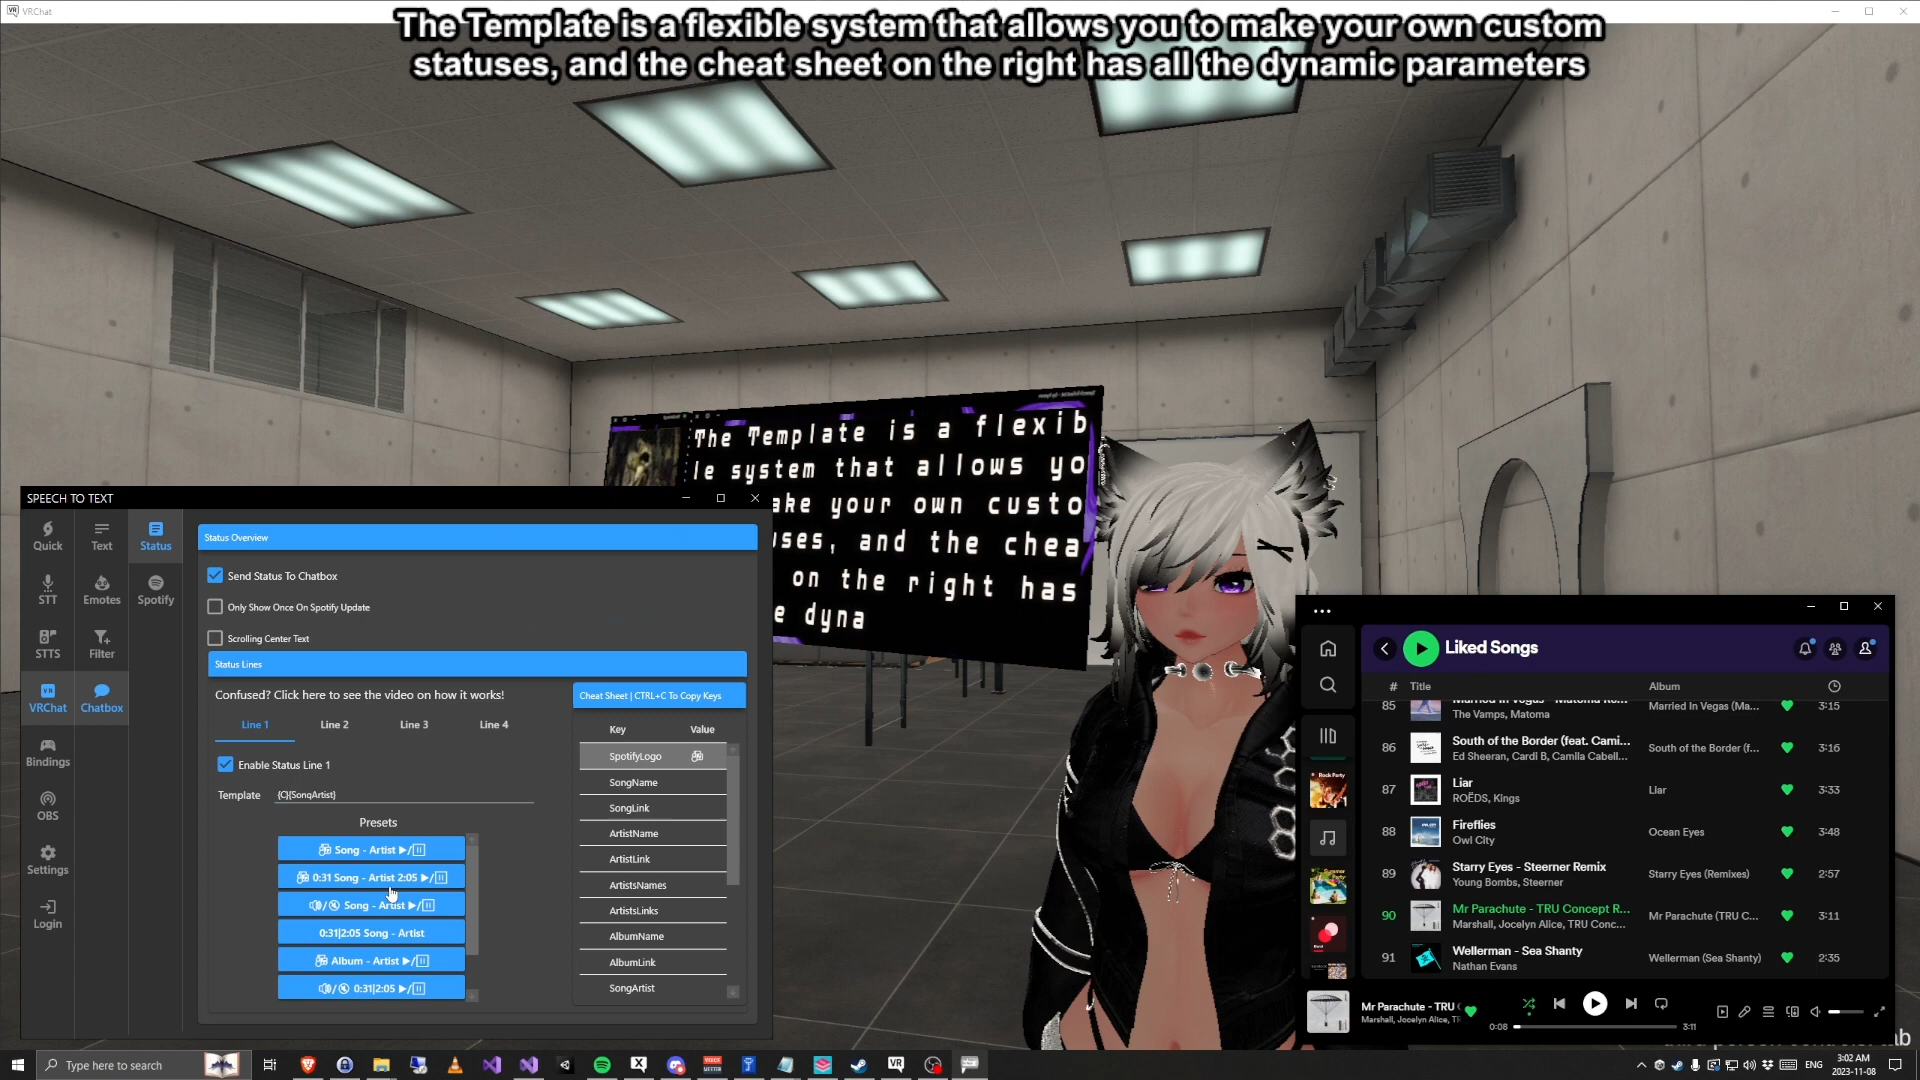 VRChat
The Template is a flexible system that allows you to make your own custom
statuses, and the cheat sheet on the right has all the dynamic parameters
The Template is a flexib
le system that allows yo
ake your own custo
uses, and the chea
on the right has
e dyna
SPEECH TO TEXT
Quick
Text
Status
STT
Emotes
Spotify
STTS
Filter
VRChat
Chatbox
Bindings
OBS
Settings
Login
Status Overview
Send Status To Chatbox
Only Show Once On Spotify Update
Scrolling Center Text
Status Lines
Confused? Click here to see the video on how it works!
Line 1
Line 2
Line 3
Line 4
Enable Status Line 1
Template {C}{SongArtist}
Presets
Song - Artist ▶/⏸
0:31 Song - Artist 2:05 ▶/⏸
🔊/🔇 Song - Artist ▶/⏸
0:31|2:05 Song - Artist
Album - Artist ▶/⏸
🔊/🔇 0:31|2:05 ▶/⏸
Cheat Sheet | CTRL+C To Copy Keys
Key Value
SpotifyLogo
SongName
SongLink
ArtistName
ArtistLink
ArtistsNames
ArtistsLinks
AlbumName
AlbumLink
SongArtist
Liked Songs
# Title Album
85 Married In Vegas - Matoma Re... Married In Vegas (Ma... 3:15
The Vamps, Matoma
86 South of the Border (feat. Cami... South of the Border (f... 3:16
Ed Sheeran, Cardi B, Camila Cabell...
87 Liar Liar 3:33
ROËDS, Kings
88 Fireflies Ocean Eyes 3:48
Owl City
89 Starry Eyes - Steerner Remix Starry Eyes (Remixes) 2:57
Young Bombs, Steerner
90 Mr Parachute - TRU Concept R... Mr Parachute (TRU C... 3:11
Marshall, Jocelyn Alice, TRU Conc...
91 Wellerman - Sea Shanty Wellerman (Sea Shanty) 2:35
Nathan Evans
Mr Parachute - TRU
Marshall, Jocelyn Alice, T
0:08 3:11
Type here to search
ENG
3:02 AM
2023-11-08